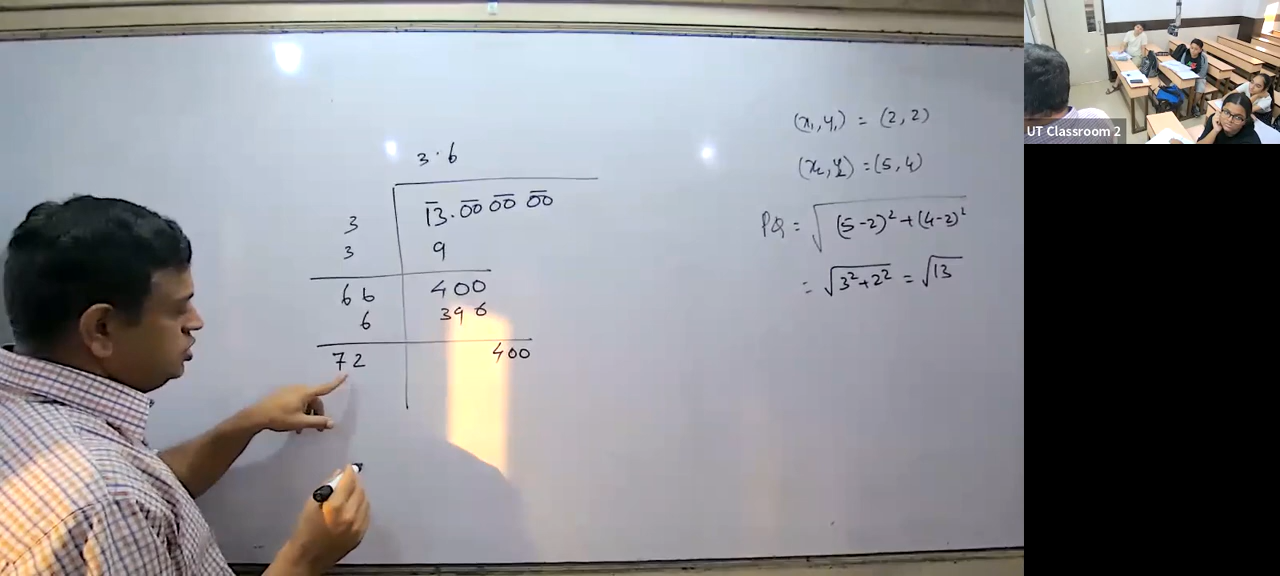 3.6
3 | 13.00 00 00
3 | 9
66 | 400
6 | 396
72 | 400
(x₁, y₁) = (2, 2)
(x₂, y₂) = (5, 4)
PQ = √((5-2)² + (4-2)²)
= √(3²+2²) = √13
UT Classroom 2